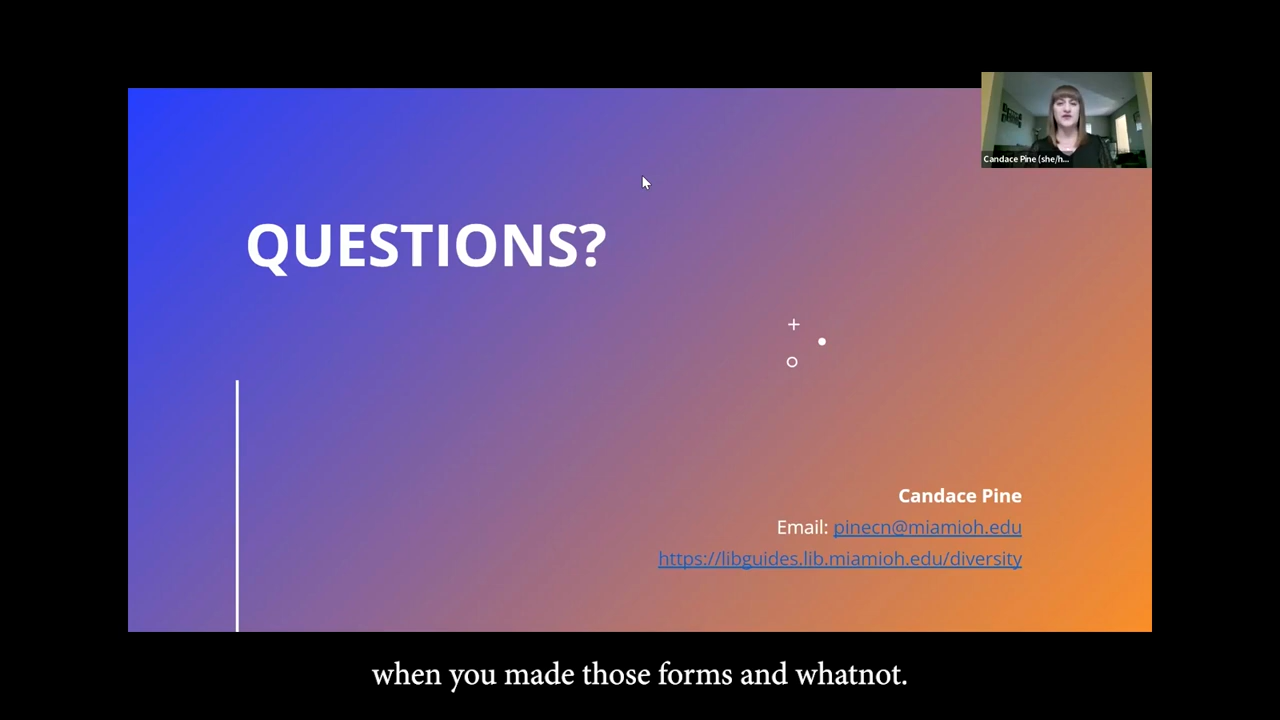 Candace Pine (she/h...
QUESTIONS?
Candace Pine
Email: pinecn@miamioh.edu
https://libguides.lib.miamioh.edu/diversity
when you made those forms and whatnot.